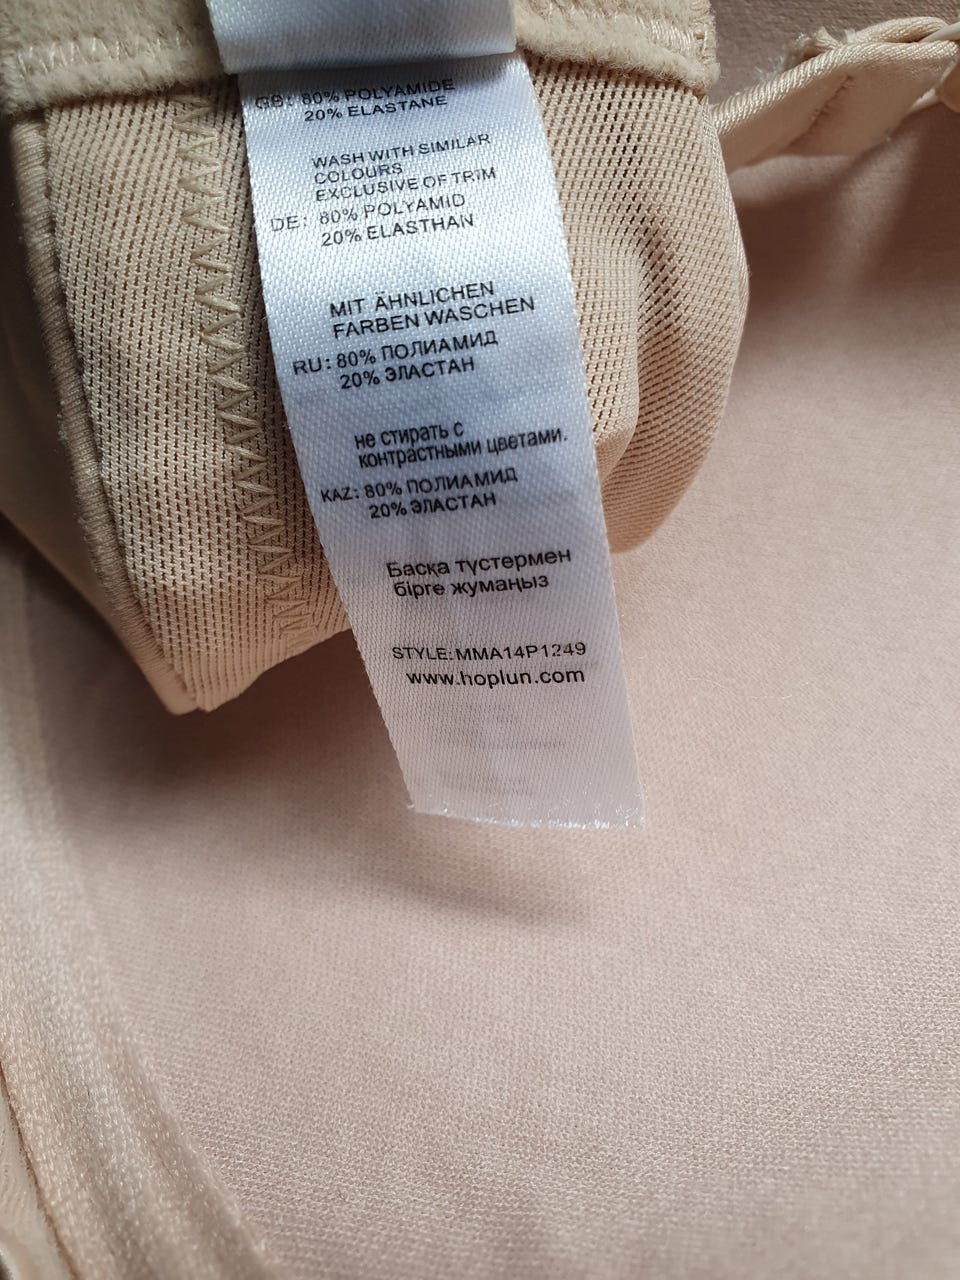 GB: 80% POLYAMIDE
20% ELASTANE
WASH WITH SIMILAR
COLOURS
EXCLUSIVE OF TRIM
DE: 80% POLYAMID
20% ELASTHAN
MIT ÄHNLICHEN
FARBEN WASCHEN
RU: 80% ПОЛИАМИД
20% ЭЛАСТАН
не стирать с
контрастными цветами.
KAZ: 80% ПОЛИАМИД
20% ЭЛАСТАН
Басқа түстермен
бірге жумаңыз
STYLE:MMA14P1249
www.hoplun.com